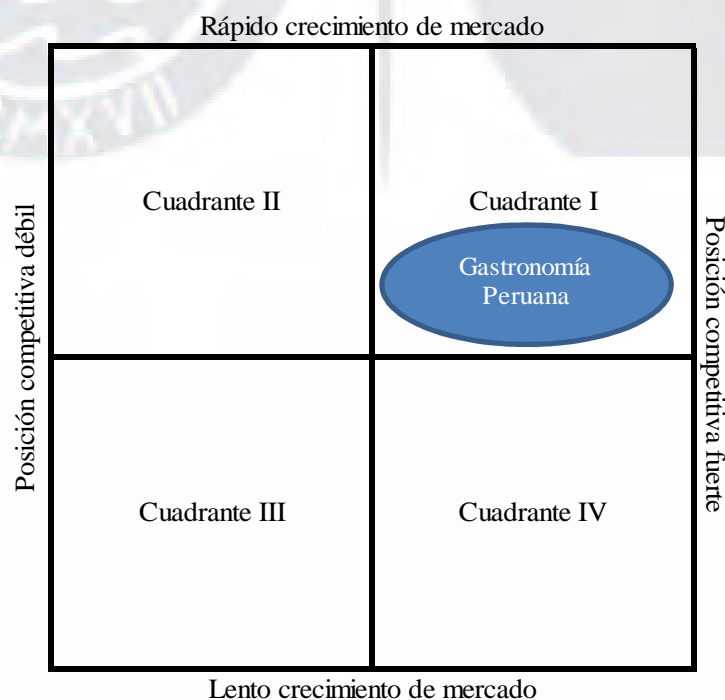 Rápido crecimiento de mercado
Cuadrante II
Cuadrante I
Gastronomía
Peruana
Posición competitiva débil
Posición competitiva fuerte
Cuadrante III
Cuadrante IV
Lento crecimiento de mercado